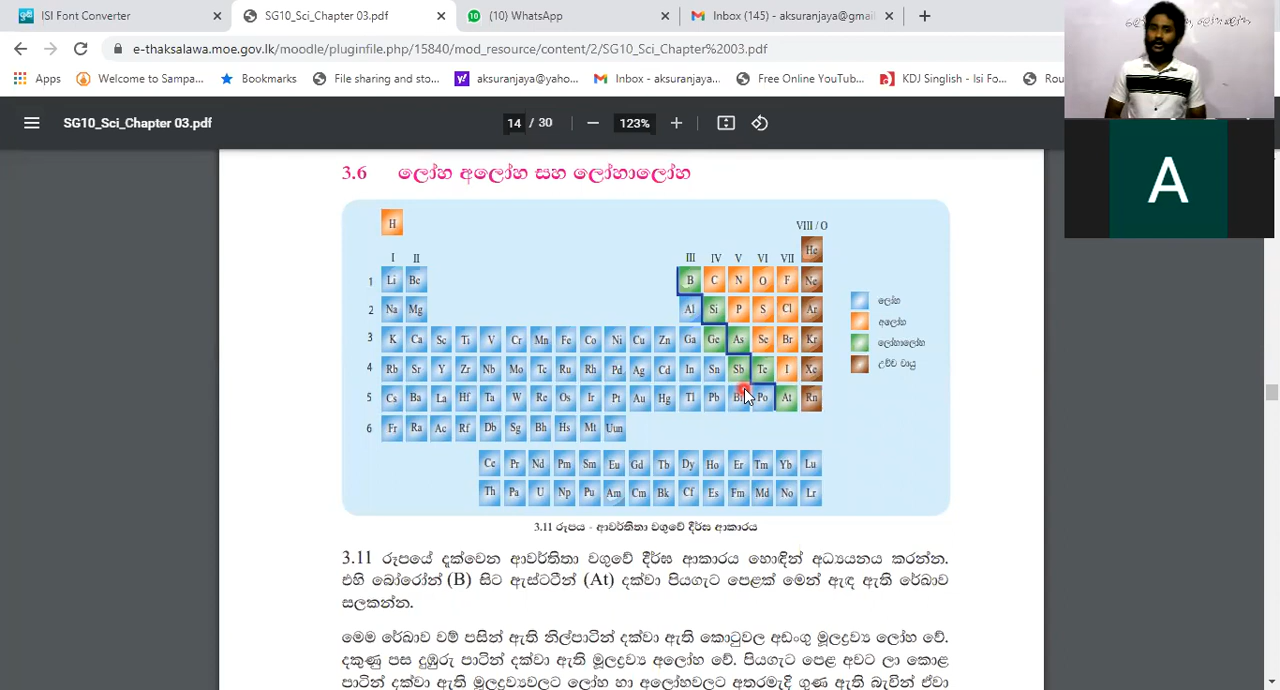 ISI Font Converter
SG10_Sci_Chapter 03.pdf
(10) WhatsApp
Inbox (145) - aksuranjaya@gmai
e-thaksalawa.moe.gov.lk/moodle/pluginfile.php/15840/mod_resource/content/2/SG10_Sci_Chapter%2003.pdf
Apps
Welcome to Sampa...
Bookmarks
File sharing and sto...
aksuranjaya@yaho...
Inbox - aksuranjaya...
Free Online YouTub...
KDJ Singlish - Isi Fo...
Rou
SG10_Sci_Chapter 03.pdf
14 / 30
123%
A
3.6 ලෝහ අලෝහ සහ ලෝහාලෝහ
H
VIII / O
He
I II III IV V VI VII
1 Li Be B C N O F Ne
2 Na Mg Al Si P S Cl Ar
3 K Ca Sc Ti V Cr Mn Fe Co Ni Cu Zn Ga Ge As Se Br Kr
4 Rb Sr Y Zr Nb Mo Tc Ru Rh Pd Ag Cd In Sn Sb Te I Xe
5 Cs Ba La Hf Ta W Re Os Ir Pt Au Hg Tl Pb Bi Po At Rn
6 Fr Ra Ac Rf Db Sg Bh Hs Mt Uun
Ce Pr Nd Pm Sm Eu Gd Tb Dy Ho Er Tm Yb Lu
Th Pa U Np Pu Am Cm Bk Cf Es Fm Md No Lr
ලෝහ
අලෝහ
ලෝහාලෝහ
උච්ච වායු
3.11 රූපය - ආවර්තිතා වගුවේ දීර්ඝ ආකාරය
3.11 රූපයේ දැක්වෙන ආවර්තිතා වගුවේ දීර්ඝ ආකාරය හොඳින් අධ්‍යයනය කරන්න.
එහි බෝරෝන් (B) සිට ඇස්ටටීන් (At) දක්වා පියගැට පෙළක් මෙන් ඇඳ ඇති රේඛාව
සලකන්න.
මෙම රේඛාව වම් පසින් ඇති නිල්පාටින් දක්වා ඇති කොටුවල අඩංගු මූලද්‍රව්‍ය ලෝහ වේ.
දකුණු පස දුඹුරු පාටින් දක්වා ඇති මූලද්‍රව්‍ය අලෝහ වේ. පියගැට පෙළ අවට ලා කොළ
පාටින් දක්වා ඇති මූලද්‍රව්‍යවලට ලෝහ හා අලෝහවලට අතරමැදි ගුණ ඇති බැවින් ඒවා